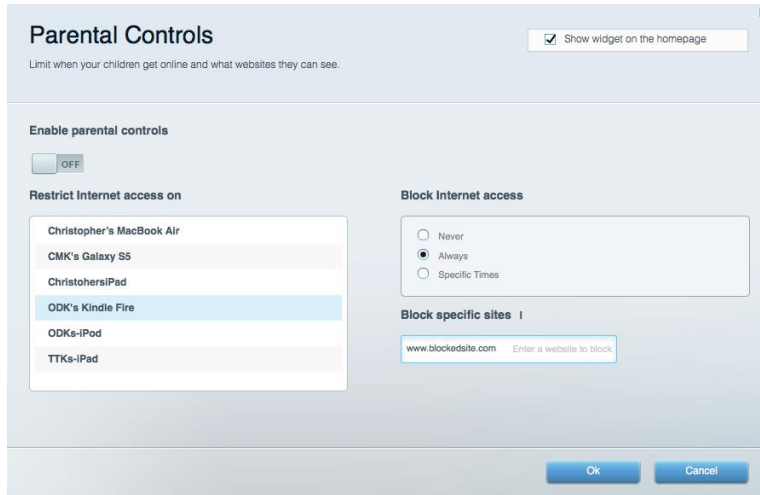 Parental Controls
Show widget on the homepage
Limit when your children get online and what websites they can see.
Enable parental controls
OFF
Restrict Internet access on
Christopher's MacBook Air
CMK's Galaxy S5
ChristohersiPad
ODK's Kindle Fire
ODKs-iPod
TTKs-iPad
Block Internet access
Never
Always
Specific Times
Block specific sites |
www.blockedsite.com Enter a website to block
Ok Cancel